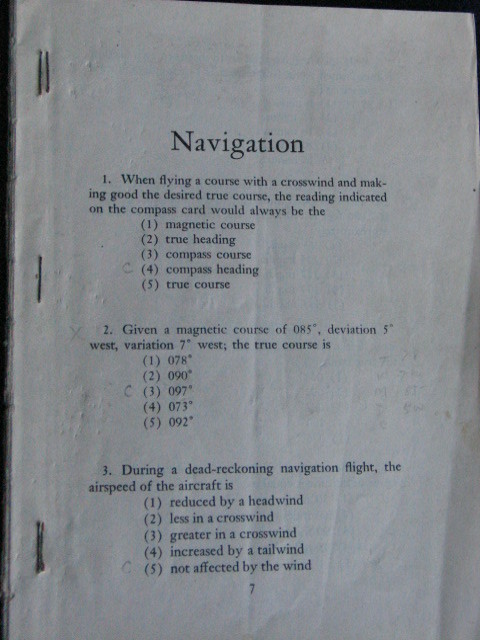 Navigation
1. When flying a course with a crosswind and mak-
ing good the desired true course, the reading indicated
on the compass card would always be the
(1) magnetic course
(2) true heading
(3) compass course
C (4) compass heading
(5) true course
X 2. Given a magnetic course of 085°, deviation 5°
west, variation 7° west; the true course is
(1) 078°
(2) 090°
C (3) 097°
(4) 073°
(5) 092°
3. During a dead-reckoning navigation flight, the
airspeed of the aircraft is
(1) reduced by a headwind
(2) less in a crosswind
(3) greater in a crosswind
(4) increased by a tailwind
C (5) not affected by the wind
7